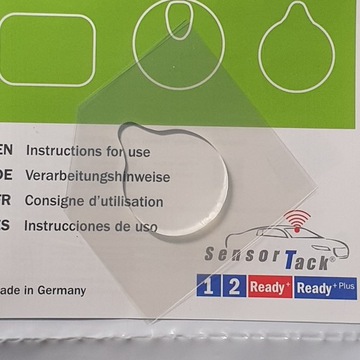 EN Instructions for use
DE Verarbeitungshinweise
FR Consigne d'utilisation
ES Instrucciones de uso
SensorTack®
1 2 Ready+ Ready+Plus
Made in Germany